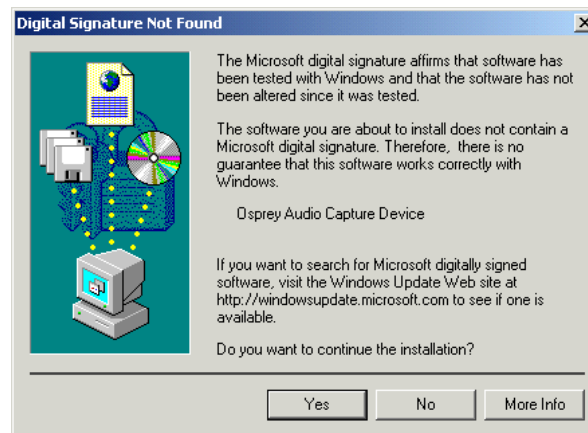 Digital Signature Not Found
The Microsoft digital signature affirms that software has
been tested with Windows and that the software has not
been altered since it was tested.
The software you are about to install does not contain a
Microsoft digital signature. Therefore, there is no
guarantee that this software works correctly with
Windows.
Osprey Audio Capture Device
If you want to search for Microsoft digitally signed
software, visit the Windows Update Web site at
http://windowsupdate.microsoft.com to see if one is
available.
Do you want to continue the installation?
Yes
No
More Info